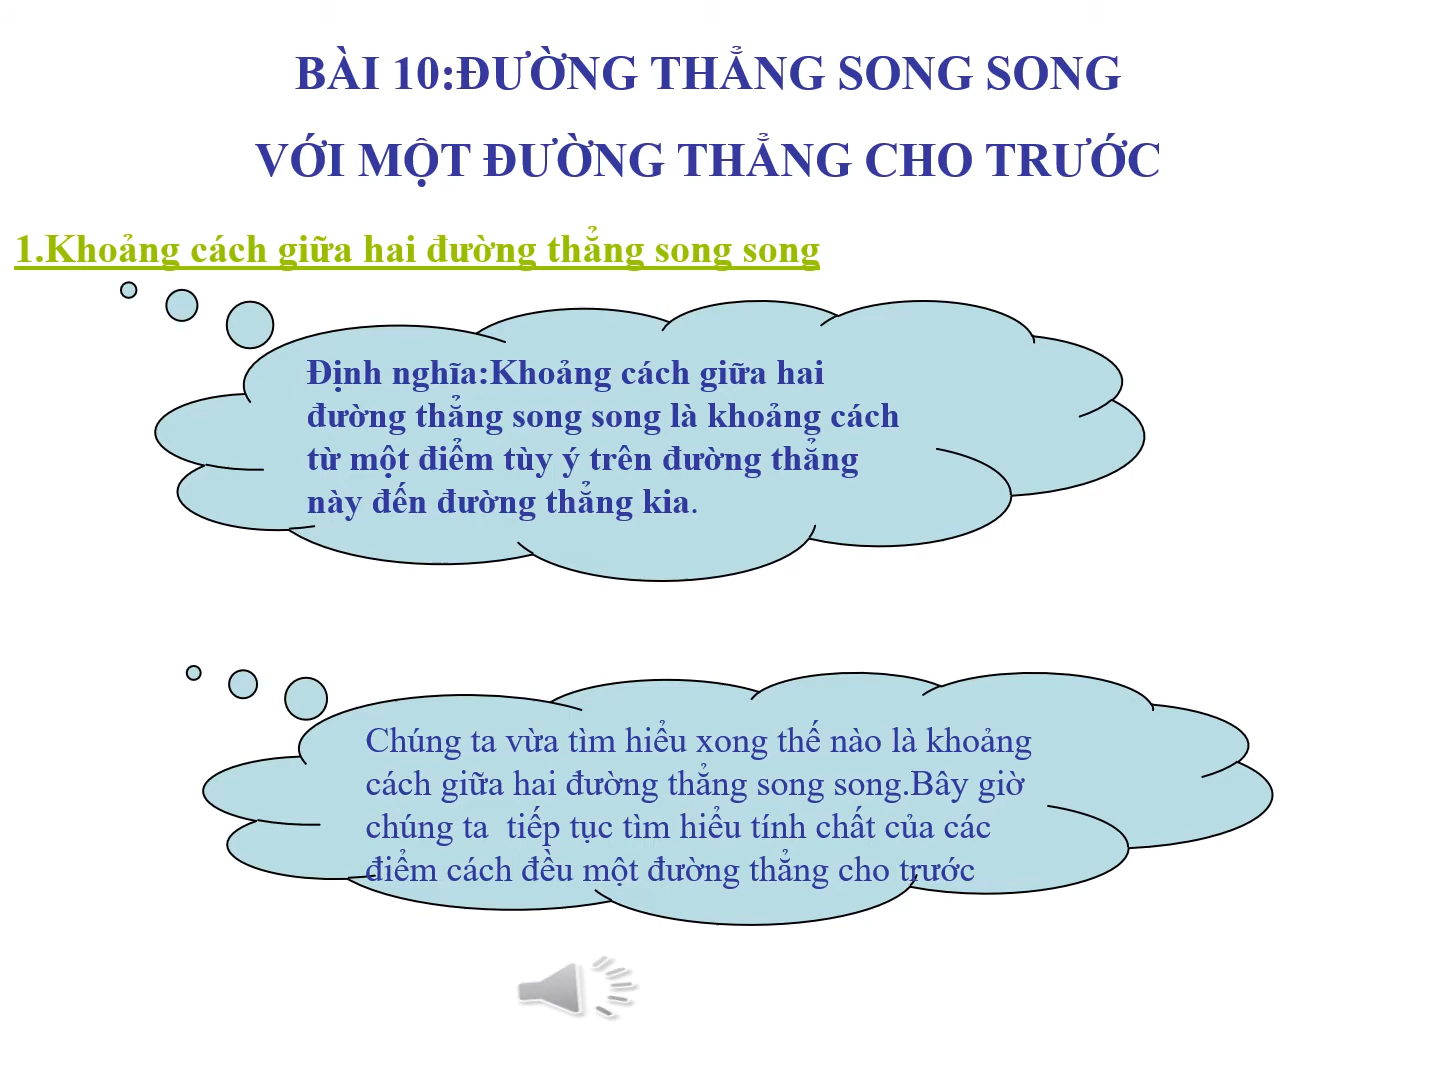 BÀI 10:ĐƯỜNG THẲNG SONG SONG
VỚI MỘT ĐƯỜNG THẲNG CHO TRƯỚC
1.Khoảng cách giữa hai đường thẳng song song
Định nghĩa:Khoảng cách giữa hai
đường thẳng song song là khoảng cách
từ một điểm tùy ý trên đường thẳng
này đến đường thẳng kia.
Chúng ta vừa tìm hiểu xong thế nào là khoảng
cách giữa hai đường thẳng song song.Bây giờ
chúng ta  tiếp tục tìm hiểu tính chất của các
điểm cách đều một đường thẳng cho trước